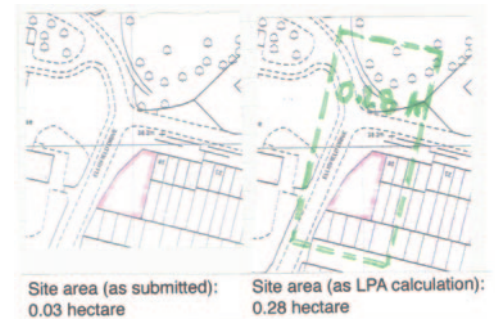 0.28 H
Site area (as submitted):
0.03 hectare
Site area (as LPA calculation):
0.28 hectare